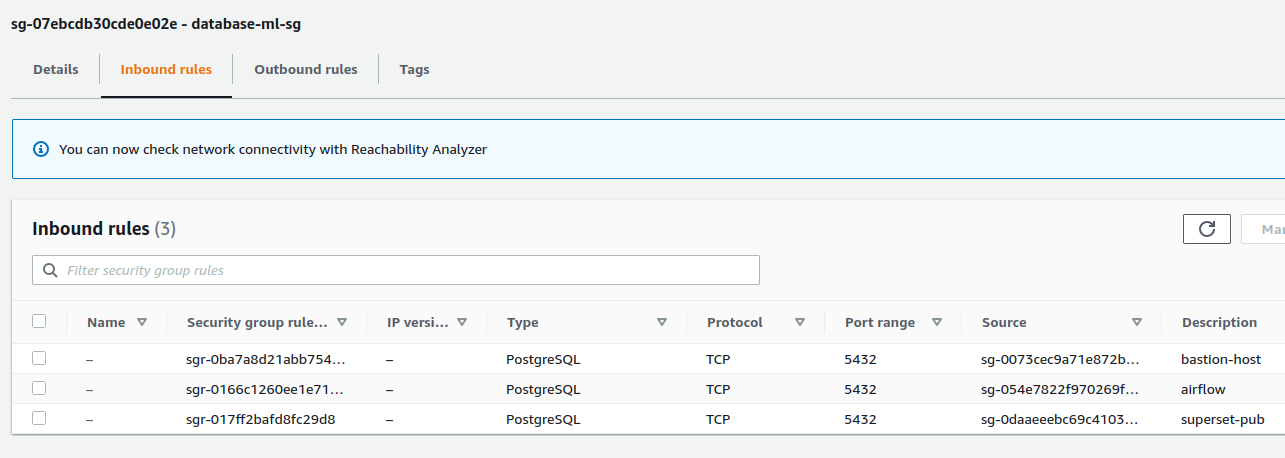 sg-07ebcdb30cde0e02e - database-ml-sg
Details Inbound rules Outbound rules Tags
You can now check network connectivity with Reachability Analyzer
Inbound rules (3)
Mar
Filter security group rules
Name Security group rule... IP versi... Type Protocol Port range Source Description
– sgr-0ba7a8d21abb754... – PostgreSQL TCP 5432 sg-0073cec9a71e872b... bastion-host
– sgr-0166c1260ee1e71... – PostgreSQL TCP 5432 sg-054e7822f970269f... airflow
– sgr-017ff2bafd8fc29d8 – PostgreSQL TCP 5432 sg-0daaeeebc69c4103... superset-pub